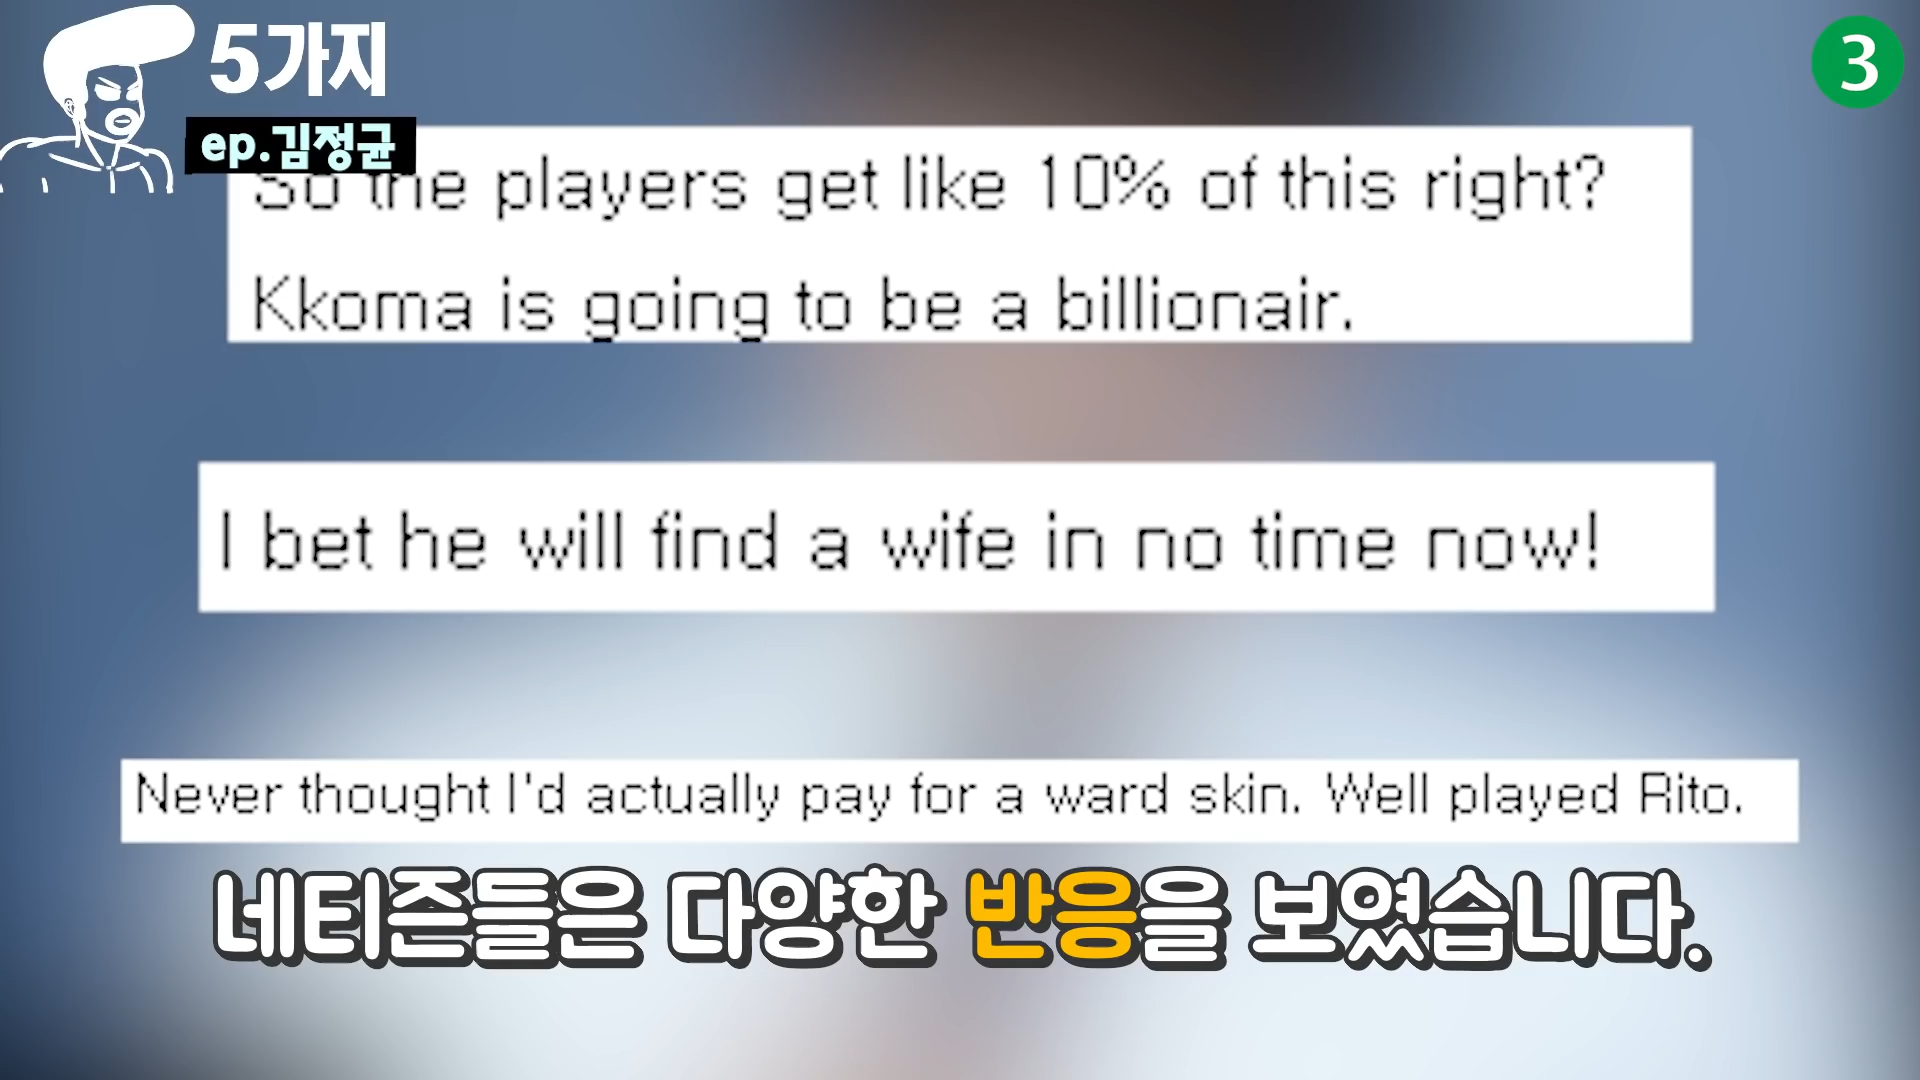 5가지
3
ep.김정균
So the players get like 10% of this right?
Kkoma is going to be a billionair.
I bet he will find a wife in no time now!
Never thought I'd actually pay for a ward skin. Well played Rito.
네티즌들은 다양한 반응을 보였습니다.